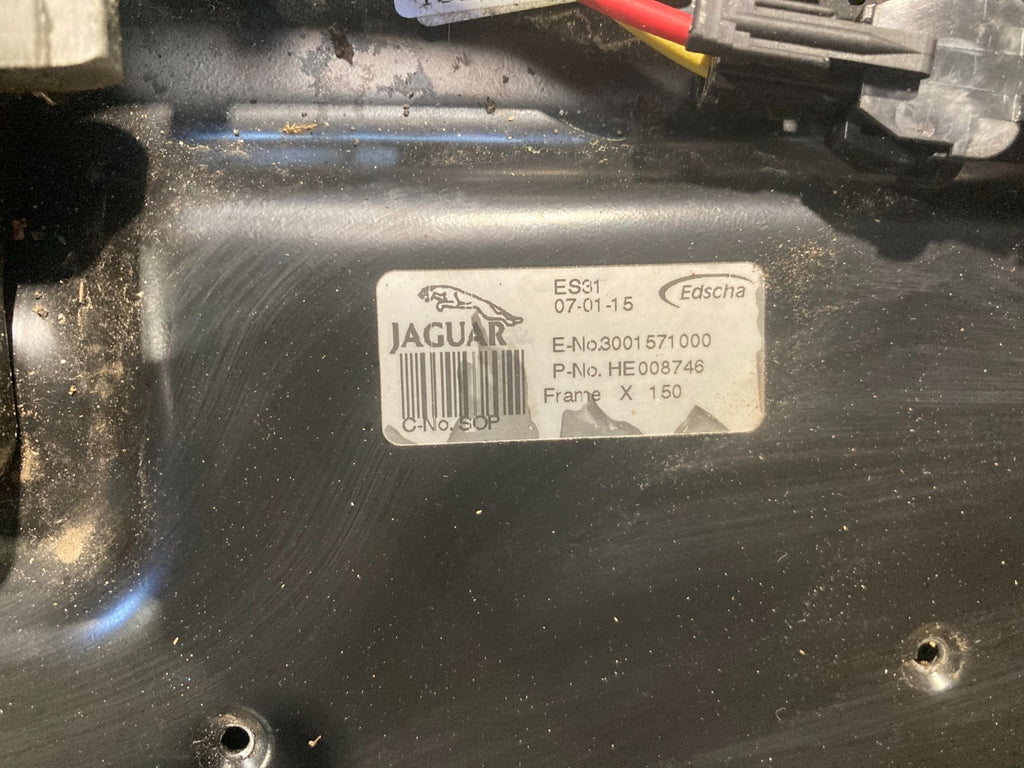 ES31
07-01-15
Edscha
JAGUAR
E-No.3001571000
P-No. HE008746
Frame X 150
C-No. SOP